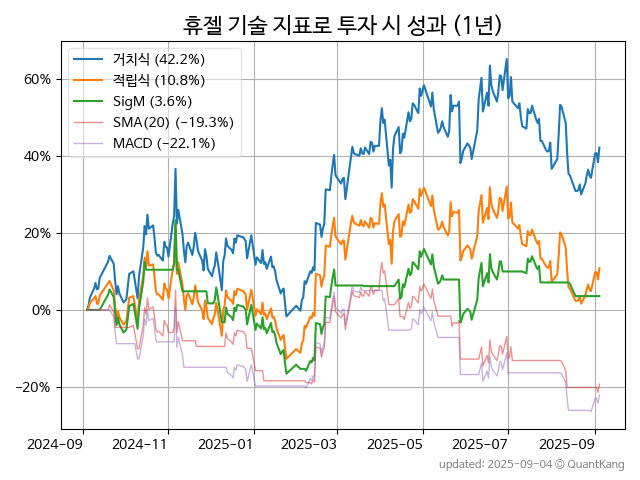 휴젤 기술 지표로 투자 시 성과 (1년)
거치식 (42.2%)
적립식 (10.8%)
SigM (3.6%)
SMA(20) (−19.3%)
MACD (−22.1%)
60%
40%
20%
0%
−20%
2024-09 2024-11 2025-01 2025-03 2025-05 2025-07 2025-09
updated: 2025-09-04 ⓒ QuantKang